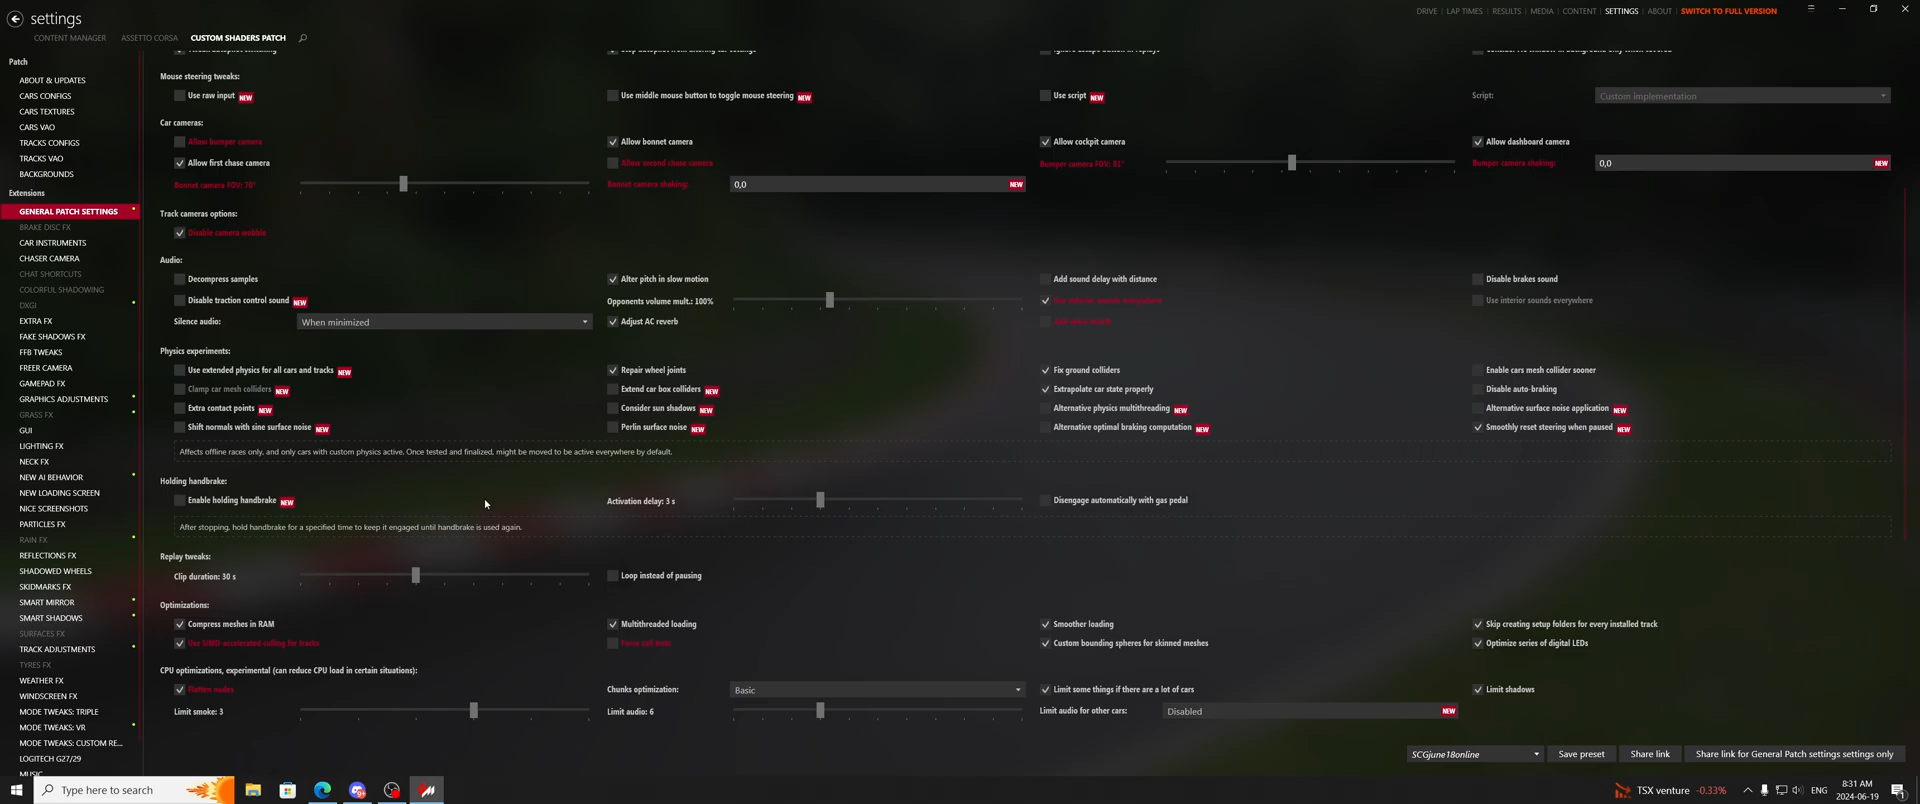 settings
DRIVE | LAP TIMES | RESULTS | MEDIA | CONTENT | SETTINGS | ABOUT | SWITCH TO FULL VERSION
CONTENT MANAGER ASSETTO CORSA CUSTOM SHADERS PATCH
Patch
ABOUT & UPDATES
CARS CONFIGS
CARS TEXTURES
CARS VAO
TRACKS CONFIGS
TRACKS VAO
BACKGROUNDS
Extensions
GENERAL PATCH SETTINGS
BRAKE DISC FX
CAR INSTRUMENTS
CHASER CAMERA
CHAT SHORTCUTS
COLORFUL SHADOWING
DXGI
EXTRA FX
FAKE SHADOWS FX
FFB TWEAKS
FREER CAMERA
GAMEPAD FX
GRAPHICS ADJUSTMENTS
GRASS FX
GUI
LIGHTING FX
NECK FX
NEW AI BEHAVIOR
NEW LOADING SCREEN
NICE SCREENSHOTS
PARTICLES FX
RAIN FX
REFLECTIONS FX
SHADOWED WHEELS
SKIDMARKS FX
SMART MIRROR
SMART SHADOWS
SURFACES FX
TRACK ADJUSTMENTS
TYRES FX
WEATHER FX
WINDSCREEN FX
MODE TWEAKS: TRIPLE
MODE TWEAKS: VR
MODE TWEAKS: CUSTOM RE...
LOGITECH G27/29
MUSIC
Mouse steering tweaks:
Use raw input NEW Use middle mouse button to toggle mouse steering NEW Use script NEW Script: Custom implementation
Car cameras:
Allow bumper camera Allow bonnet camera Allow cockpit camera Allow dashboard camera
Allow first chase camera Allow second chase camera Bumper camera FOV: 81° Bumper camera shaking: 0,0 NEW
Bonnet camera FOV: 70° Bonnet camera shaking: 0,0 NEW
Track cameras options:
Disable camera wobble
Audio:
Decompress samples Alter pitch in slow motion Add sound delay with distance Disable brakes sound
Disable traction control sound NEW Opponents volume mult.: 100% Use interior sounds everywhere
Silence audio: When minimized Adjust AC reverb
Physics experiments:
Use extended physics for all cars and tracks NEW Repair wheel joints Fix ground colliders Enable cars mesh collider sooner
Clamp car mesh colliders NEW Extend car box colliders NEW Extrapolate car state properly Disable auto-braking
Extra contact points NEW Consider sun shadows NEW Alternative physics multithreading NEW Alternative surface noise application NEW
Shift normals with sine surface noise NEW Perlin surface noise NEW Alternative optimal braking computation NEW Smoothly reset steering when paused NEW
Affects offline races only, and only cars with custom physics active. Once tested and finalized, might be moved to be active everywhere by default.
Holding handbrake:
Enable holding handbrake NEW Activation delay: 3 s Disengage automatically with gas pedal
After stopping, hold handbrake for a specified time to keep it engaged until handbrake is used again.
Replay tweaks:
Clip duration: 30 s Loop instead of pausing
Optimizations:
Compress meshes in RAM Multithreaded loading Smoother loading Skip creating setup folders for every installed track
Use SIMD-accelerated culling for tracks Custom bounding spheres for skinned meshes Optimize series of digital LEDs
CPU optimizations, experimental (can reduce CPU load in certain situations):
Flatten nodes Chunks optimization: Basic Limit some things if there are a lot of cars Limit shadows
Limit smoke: 3 Limit audio: 6 Limit audio for other cars: Disabled NEW
SCGjune18online Save preset Share link Share link for General Patch settings settings only
Type here to search TSX venture -0.33% ENG 8:31 AM
2024-06-19